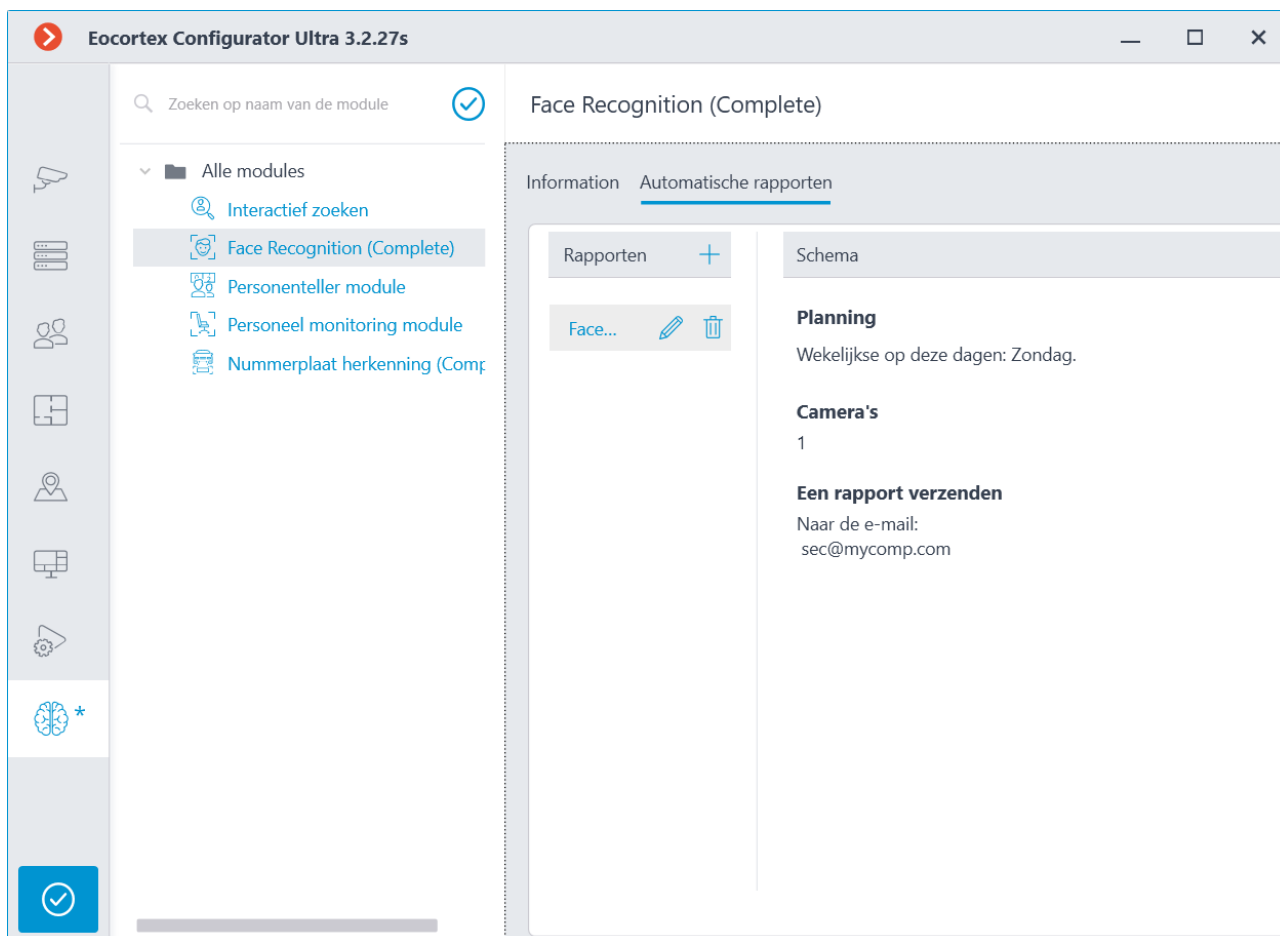 Eocortex Configurator Ultra 3.2.27s
Zoeken op naam van de module
Alle modules
Interactief zoeken
Face Recognition (Complete)
Personenteller module
Personeel monitoring module
Nummerplaat herkenning (Comp
*
Face Recognition (Complete)
Information Automatische rapporten
Rapporten
Face...
Schema
Planning
Wekelijkse op deze dagen: Zondag.
Camera's
1
Een rapport verzenden
Naar de e-mail:
sec@mycomp.com